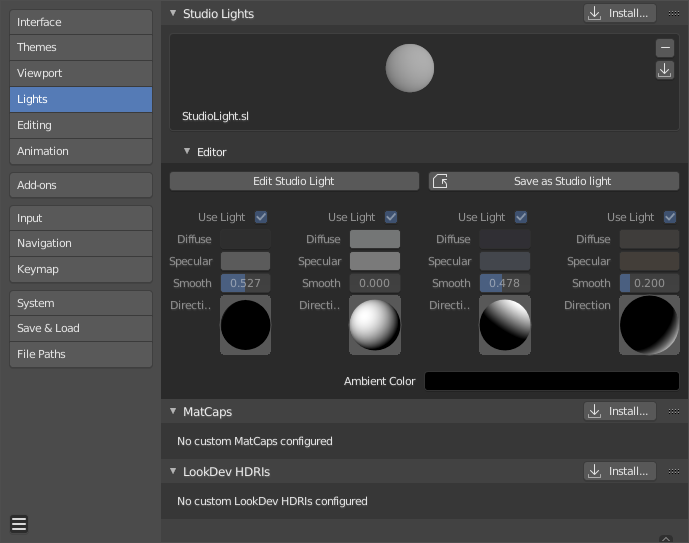 Interface
Themes
Viewport
Lights
Editing
Animation
Add-ons
Input
Navigation
Keymap
System
Save & Load
File Paths
Studio Lights
Install...
StudioLight.sl
Editor
Edit Studio Light
Save as Studio light
Use Light Use Light Use Light Use Light
Diffuse Diffuse Diffuse Diffuse
Specular Specular Specular Specular
Smooth 0.527 Smooth 0.000 Smooth 0.478 Smooth 0.200
Directi.. Directi.. Directi.. Direction
Ambient Color
MatCaps
Install...
No custom MatCaps configured
LookDev HDRIs
Install...
No custom LookDev HDRIs configured